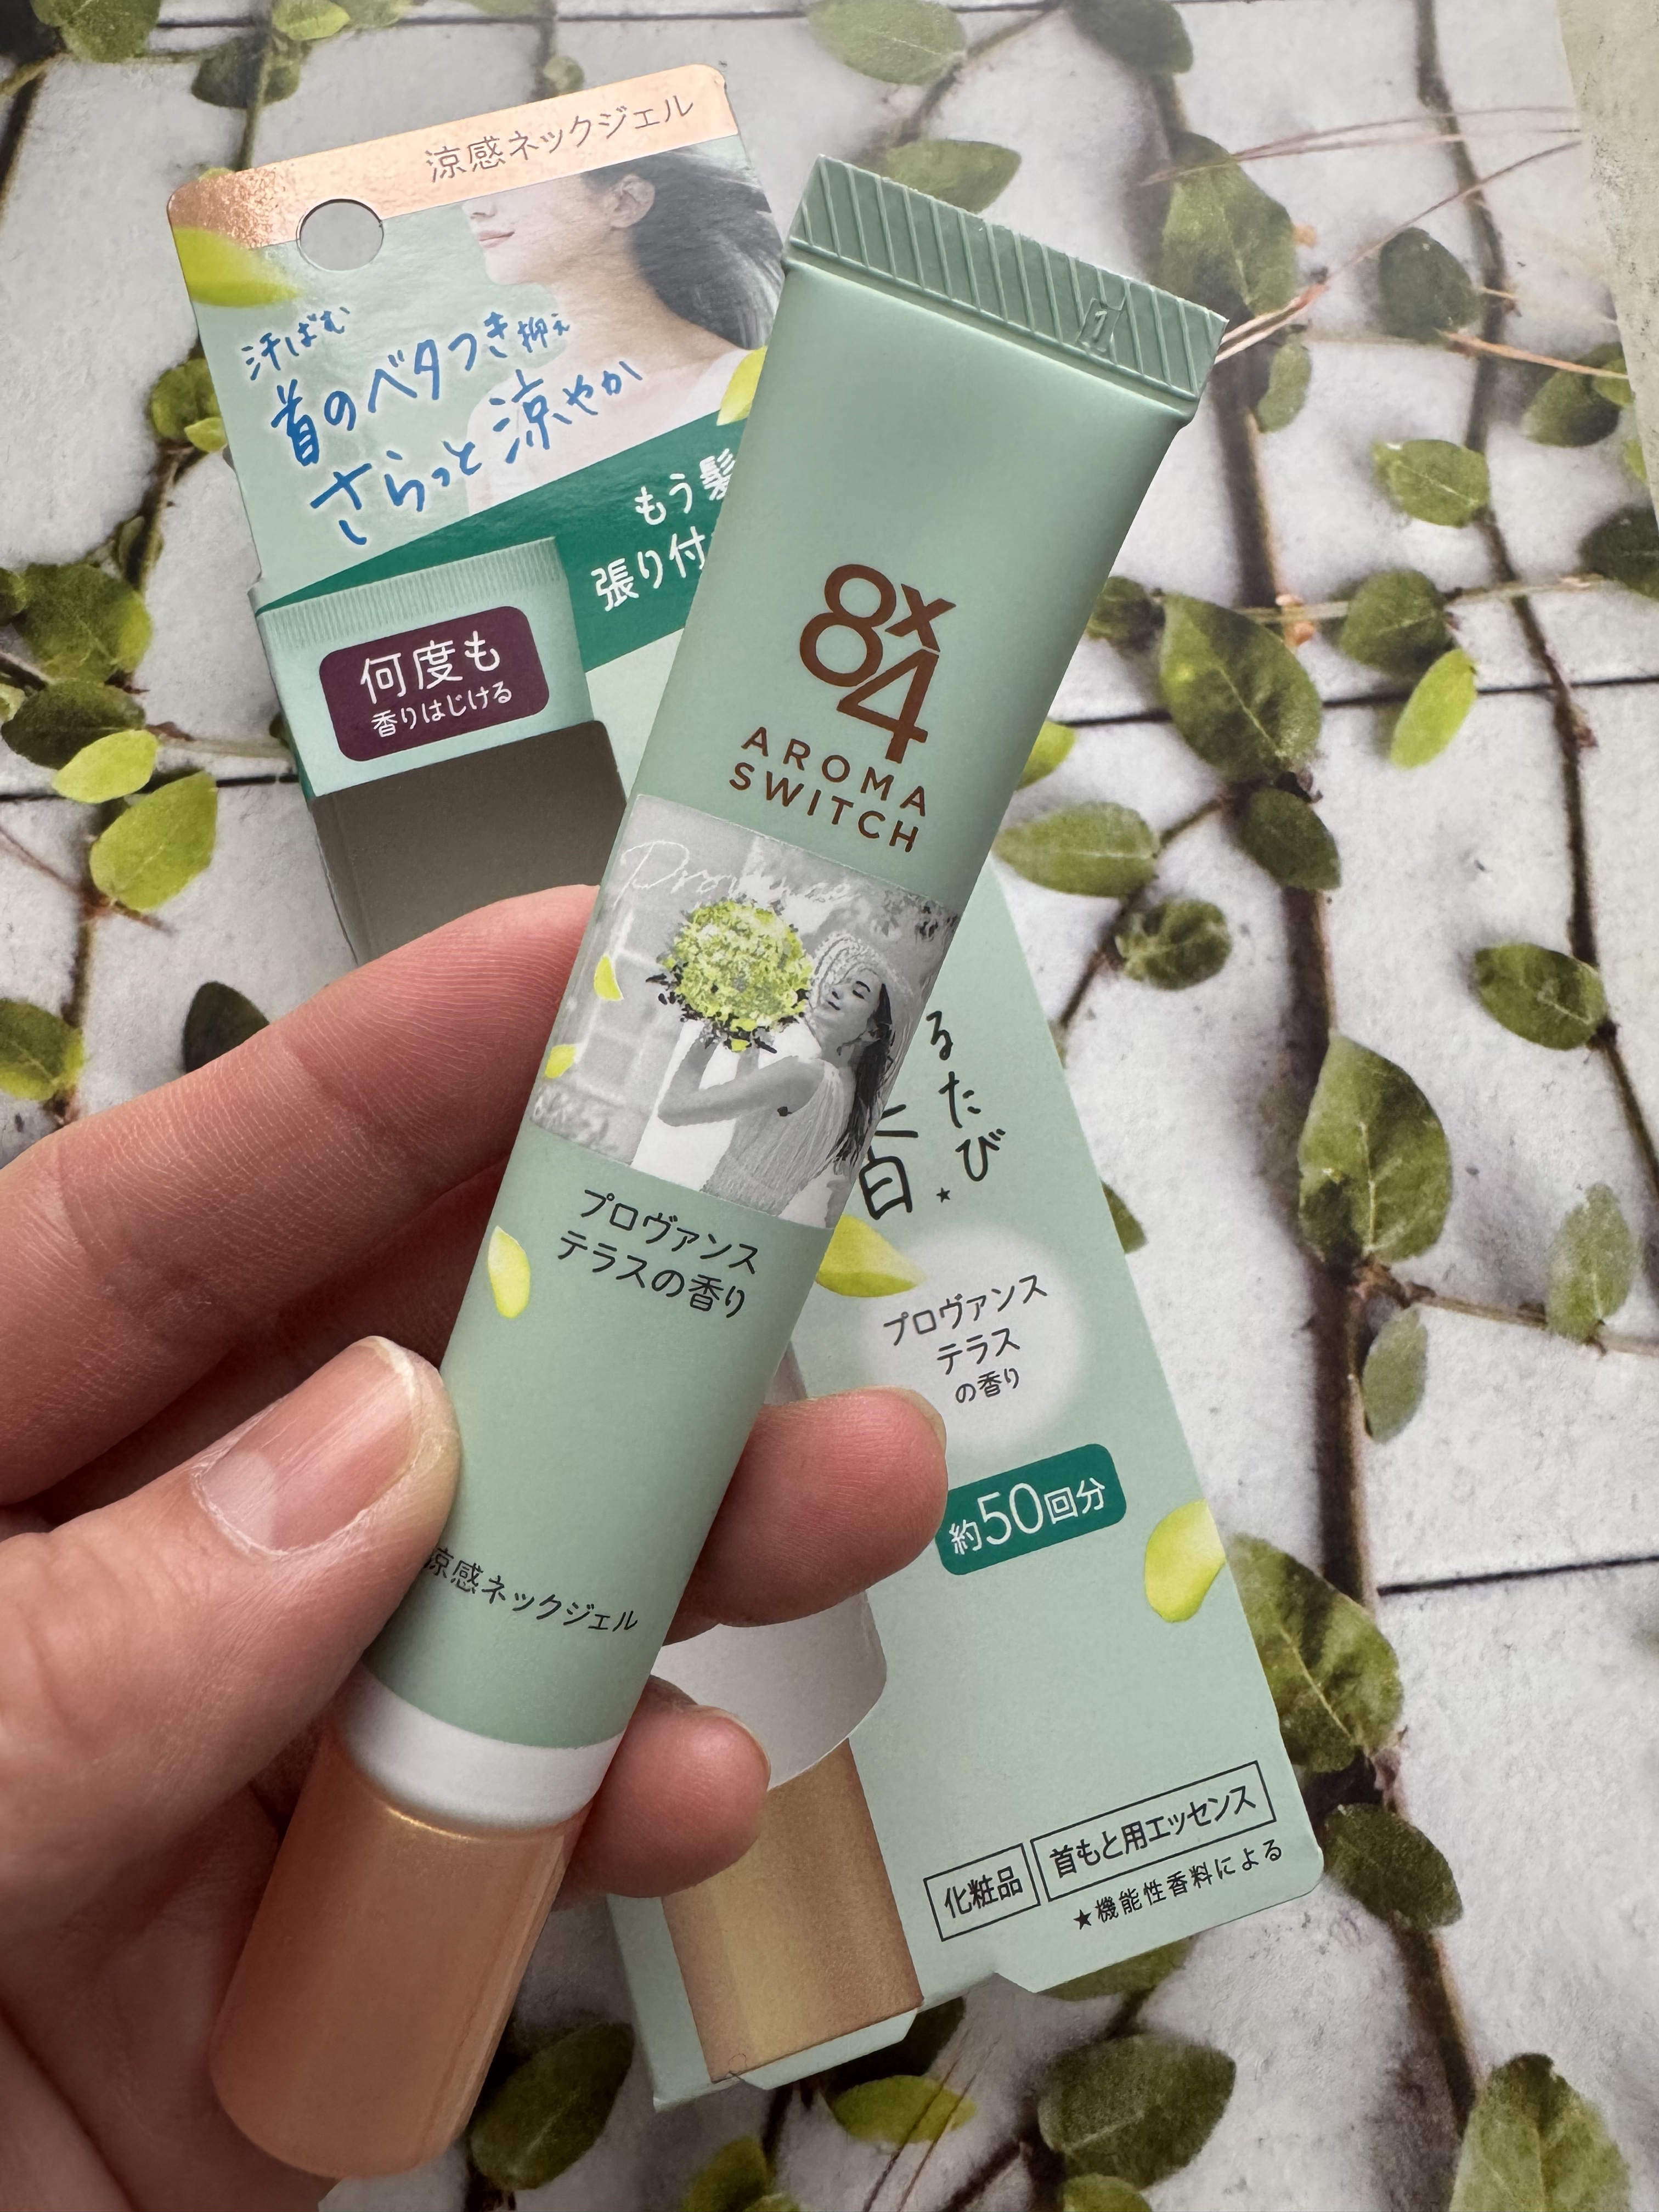 涼感ネックジェル
汗ばむ
首のベタつき抑え
さらっと涼やか
もう髪
張り付
何度も
香りはじける
8x4
AROMA
SWITCH
Provence
プロヴァンス
テラスの香り
涼感ネックジェル
るたび
プロヴァンス
テラス
の香り
約50回分
化粧品
首もと用エッセンス
★機能性香料による